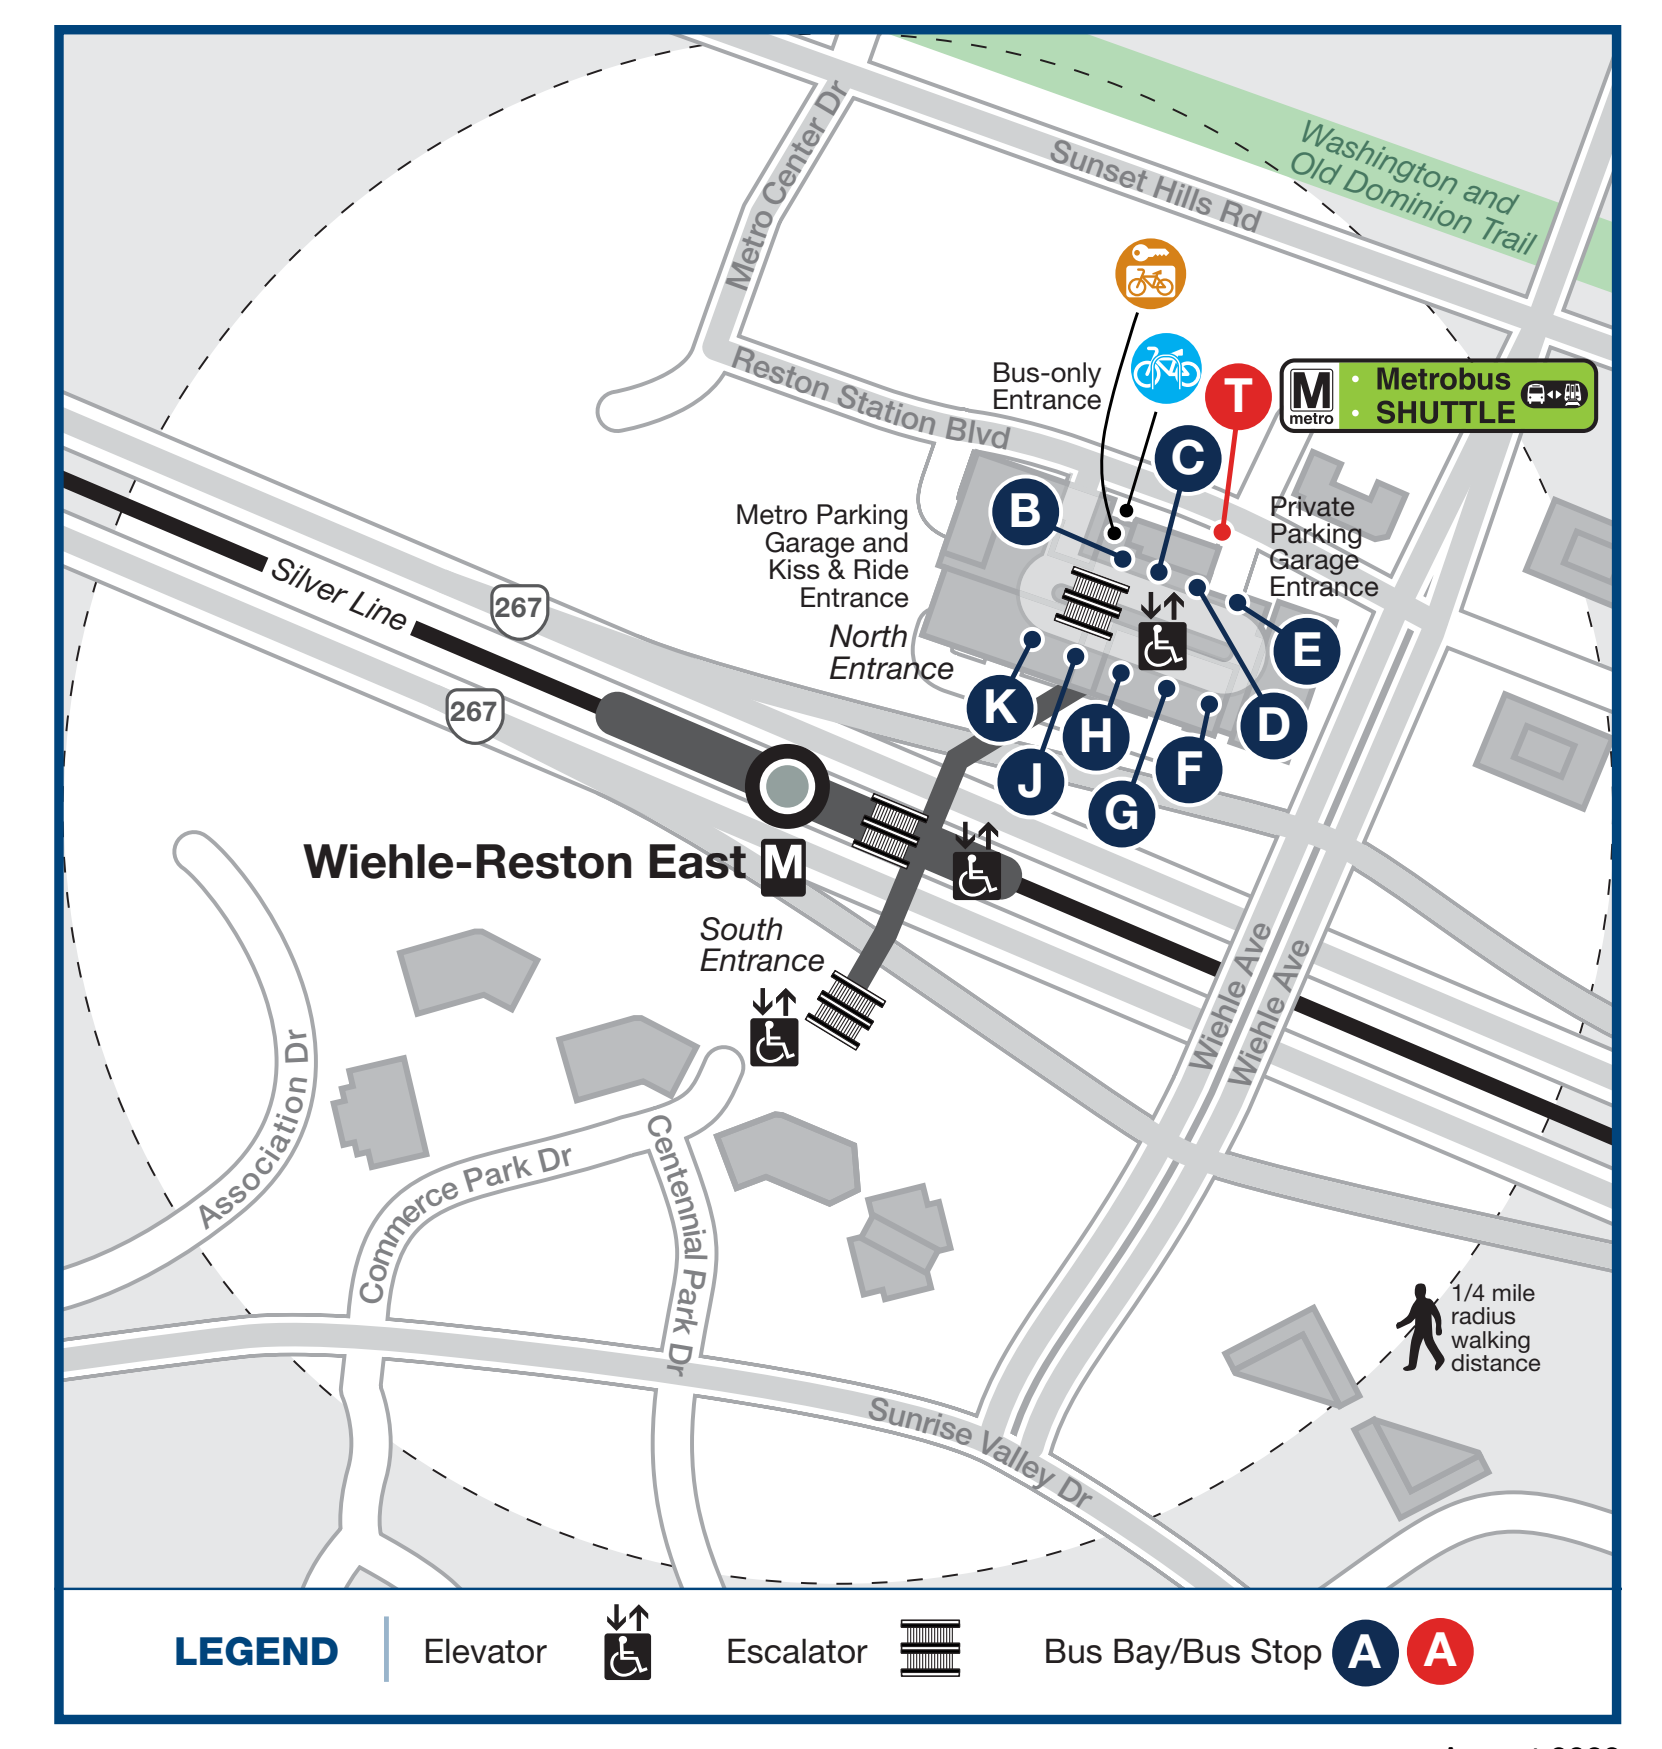 Washington and
Old Dominion Trail
Sunset Hills Rd
Metro Center Dr
Reston Station Blvd
Bus-only
Entrance
T
M
metro
· Metrobus
· SHUTTLE
C
B
Private
Parking
Garage
Entrance
Metro Parking
Garage and
Kiss & Ride
Entrance
North
Entrance
Silver Line
267
267
E
D
K
H
F
J
G
Wiehle-Reston East M
South
Entrance
Wiehle Ave
Wiehle Ave
Association Dr
Commerce Park Dr
Centennial Park Dr
Sunrise Valley Dr
1/4 mile
radius
walking
distance
LEGEND
Elevator
Escalator
Bus Bay/Bus Stop A A